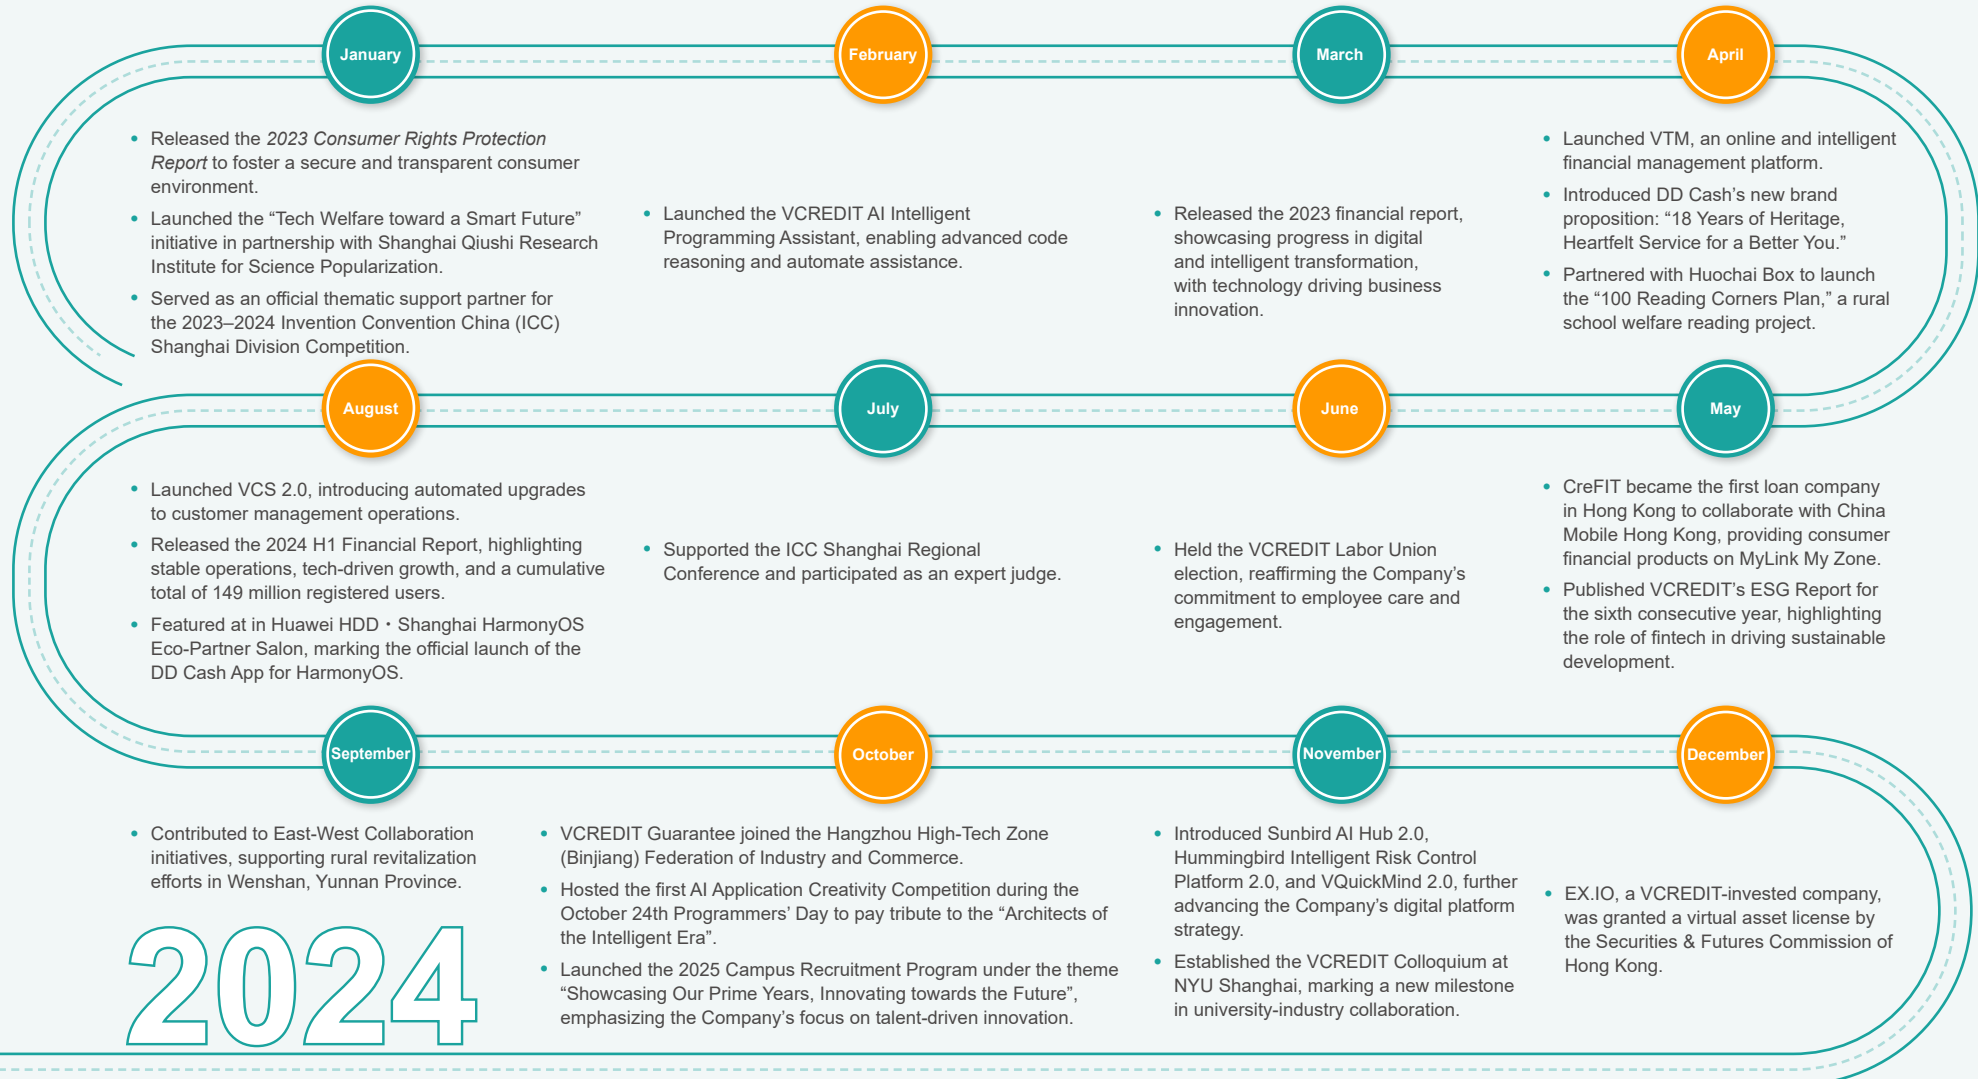 January
• Released the 2023 Consumer Rights Protection
Report to foster a secure and transparent consumer
environment.
• Launched the “Tech Welfare toward a Smart Future”
initiative in partnership with Shanghai Qiushi Research
Institute for Science Popularization.
• Served as an official thematic support partner for
the 2023–2024 Invention Convention China (ICC)
Shanghai Division Competition.
February
• Launched the VCREDIT AI Intelligent
Programming Assistant, enabling advanced code
reasoning and automate assistance.
March
• Released the 2023 financial report,
showcasing progress in digital
and intelligent transformation,
with technology driving business
innovation.
April
• Launched VTM, an online and intelligent
financial management platform.
• Introduced DD Cash’s new brand
proposition: “18 Years of Heritage,
Heartfelt Service for a Better You.”
• Partnered with Huochai Box to launch
the “100 Reading Corners Plan,” a rural
school welfare reading project.
May
• CreFIT became the first loan company
in Hong Kong to collaborate with China
Mobile Hong Kong, providing consumer
financial products on MyLink My Zone.
• Published VCREDIT’s ESG Report for
the sixth consecutive year, highlighting
the role of fintech in driving sustainable
development.
June
• Held the VCREDIT Labor Union
election, reaffirming the Company’s
commitment to employee care and
engagement.
July
• Supported the ICC Shanghai Regional
Conference and participated as an expert judge.
August
• Launched VCS 2.0, introducing automated upgrades
to customer management operations.
• Released the 2024 H1 Financial Report, highlighting
stable operations, tech-driven growth, and a cumulative
total of 149 million registered users.
• Featured at in Huawei HDD・Shanghai HarmonyOS
Eco-Partner Salon, marking the official launch of the
DD Cash App for HarmonyOS.
September
• Contributed to East-West Collaboration
initiatives, supporting rural revitalization
efforts in Wenshan, Yunnan Province.
October
• VCREDIT Guarantee joined the Hangzhou High-Tech Zone
(Binjiang) Federation of Industry and Commerce.
• Hosted the first AI Application Creativity Competition during the
October 24th Programmers’ Day to pay tribute to the “Architects of
the Intelligent Era”.
• Launched the 2025 Campus Recruitment Program under the theme
“Showcasing Our Prime Years, Innovating towards the Future”,
emphasizing the Company’s focus on talent-driven innovation.
November
• Introduced Sunbird AI Hub 2.0,
Hummingbird Intelligent Risk Control
Platform 2.0, and VQuickMind 2.0, further
advancing the Company’s digital platform
strategy.
• Established the VCREDIT Colloquium at
NYU Shanghai, marking a new milestone
in university-industry collaboration.
December
• EX.IO, a VCREDIT-invested company,
was granted a virtual asset license by
the Securities & Futures Commission of
Hong Kong.
2024